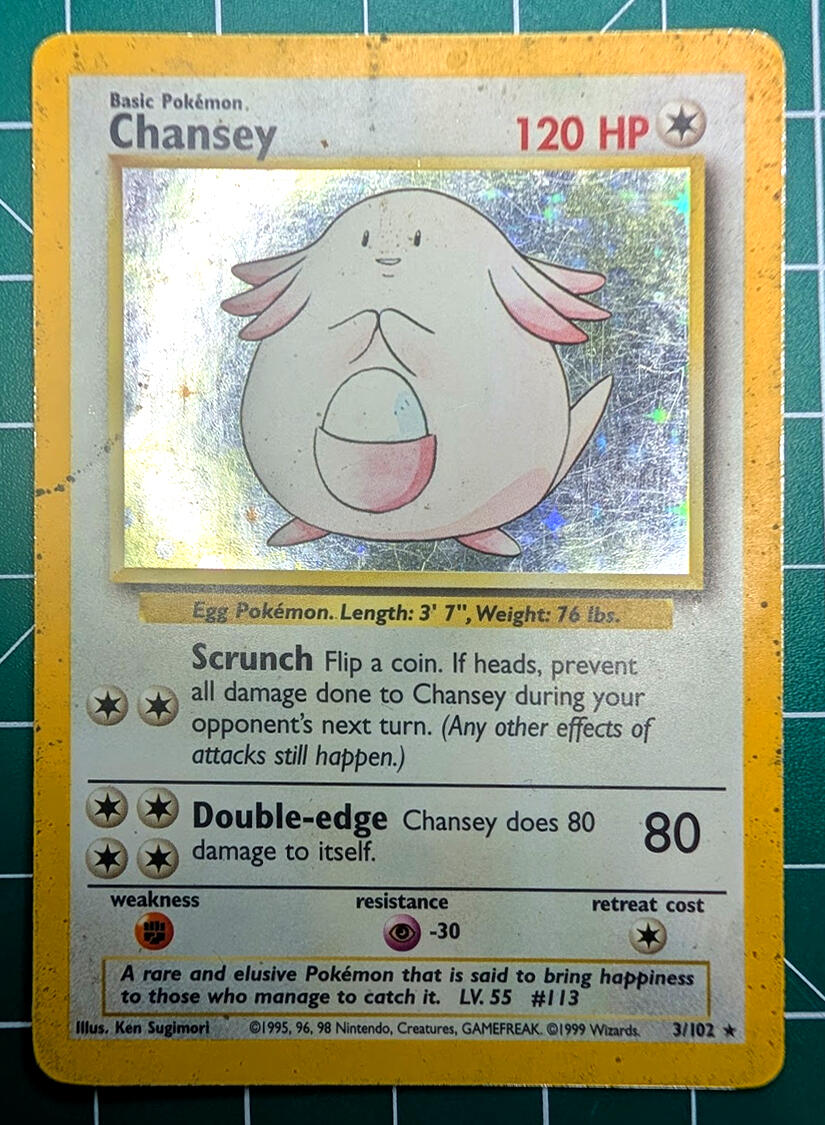 Basic Pokémon.
Chansey
120 HP
Egg Pokémon. Length: 3' 7", Weight: 76 lbs.
Scrunch Flip a coin. If heads, prevent
all damage done to Chansey during your
opponent's next turn. (Any other effects of
attacks still happen.)
Double-edge Chansey does 80
damage to itself.
80
weakness
resistance
-30
retreat cost
A rare and elusive Pokémon that is said to bring happiness
to those who manage to catch it. LV. 55 #113
Illus. Ken Sugimori ©1995, 96, 98 Nintendo, Creatures, GAMEFREAK. ©1999 Wizards. 3/102 ★